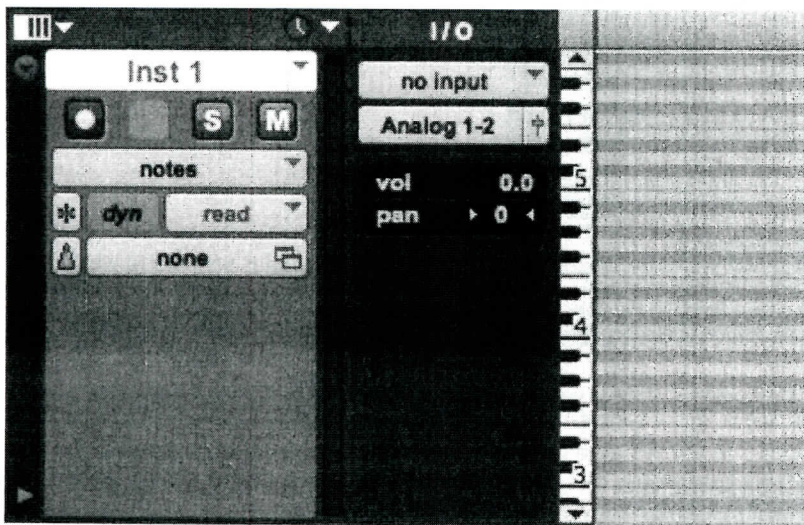 I/O
Inst 1
no input
S M
Analog 1-2
notes
5
vol 0.0
dyn read
pan 0
none
4
3